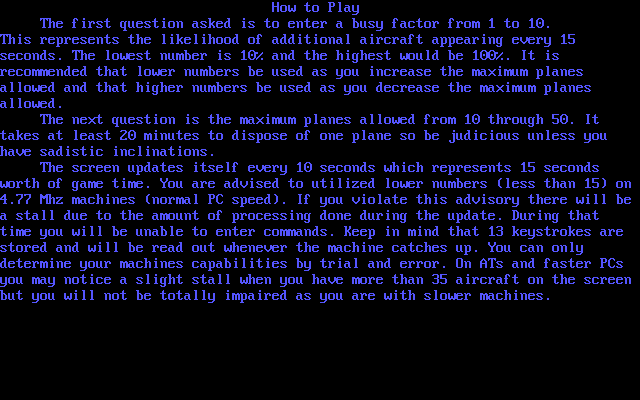 How to Play
The first question asked is to enter a busy factor from 1 to 10.
This represents the likelihood of additional aircraft appearing every 15
seconds. The lowest number is 10% and the highest would be 100%. It is
recommended that lower numbers be used as you increase the maximum planes
allowed and that higher numbers be used as you decrease the maximum planes
allowed.
The next question is the maximum planes allowed from 10 through 50. It
takes at least 20 minutes to dispose of one plane so be judicious unless you
have sadistic inclinations.
The screen updates itself every 10 seconds which represents 15 seconds
worth of game time. You are advised to utilized lower numbers (less than 15) on
4.77 Mhz machines (normal PC speed). If you violate this advisory there will be
a stall due to the amount of processing done during the update. During that
time you will be unable to enter commands. Keep in mind that 13 keystrokes are
stored and will be read out whenever the machine catches up. You can only
determine your machines capabilities by trial and error. On ATs and faster PCs
you may notice a slight stall when you have more than 35 aircraft on the screen
but you will not be totally impaired as you are with slower machines.